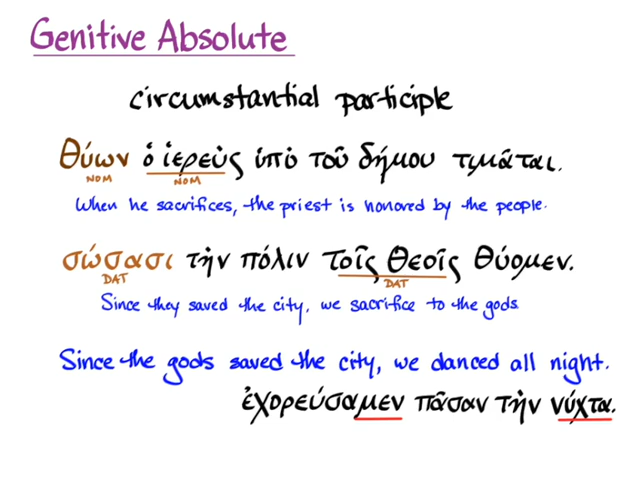 Genitive Absolute
circumstantial participle
θύων ὁ ἱερεὺς ὑπὸ τοῦ δήμου τιμᾶται.
NOM NOM
When he sacrifices, the priest is honored by the people.
σώσασι τὴν πόλιν τοῖς θεοῖς θύομεν.
DAT DAT
Since they saved the city, we sacrifice to the gods
Since the gods saved the city, we danced all night.
ἐχορεύσαμεν πᾶσαν τὴν νύχτα.